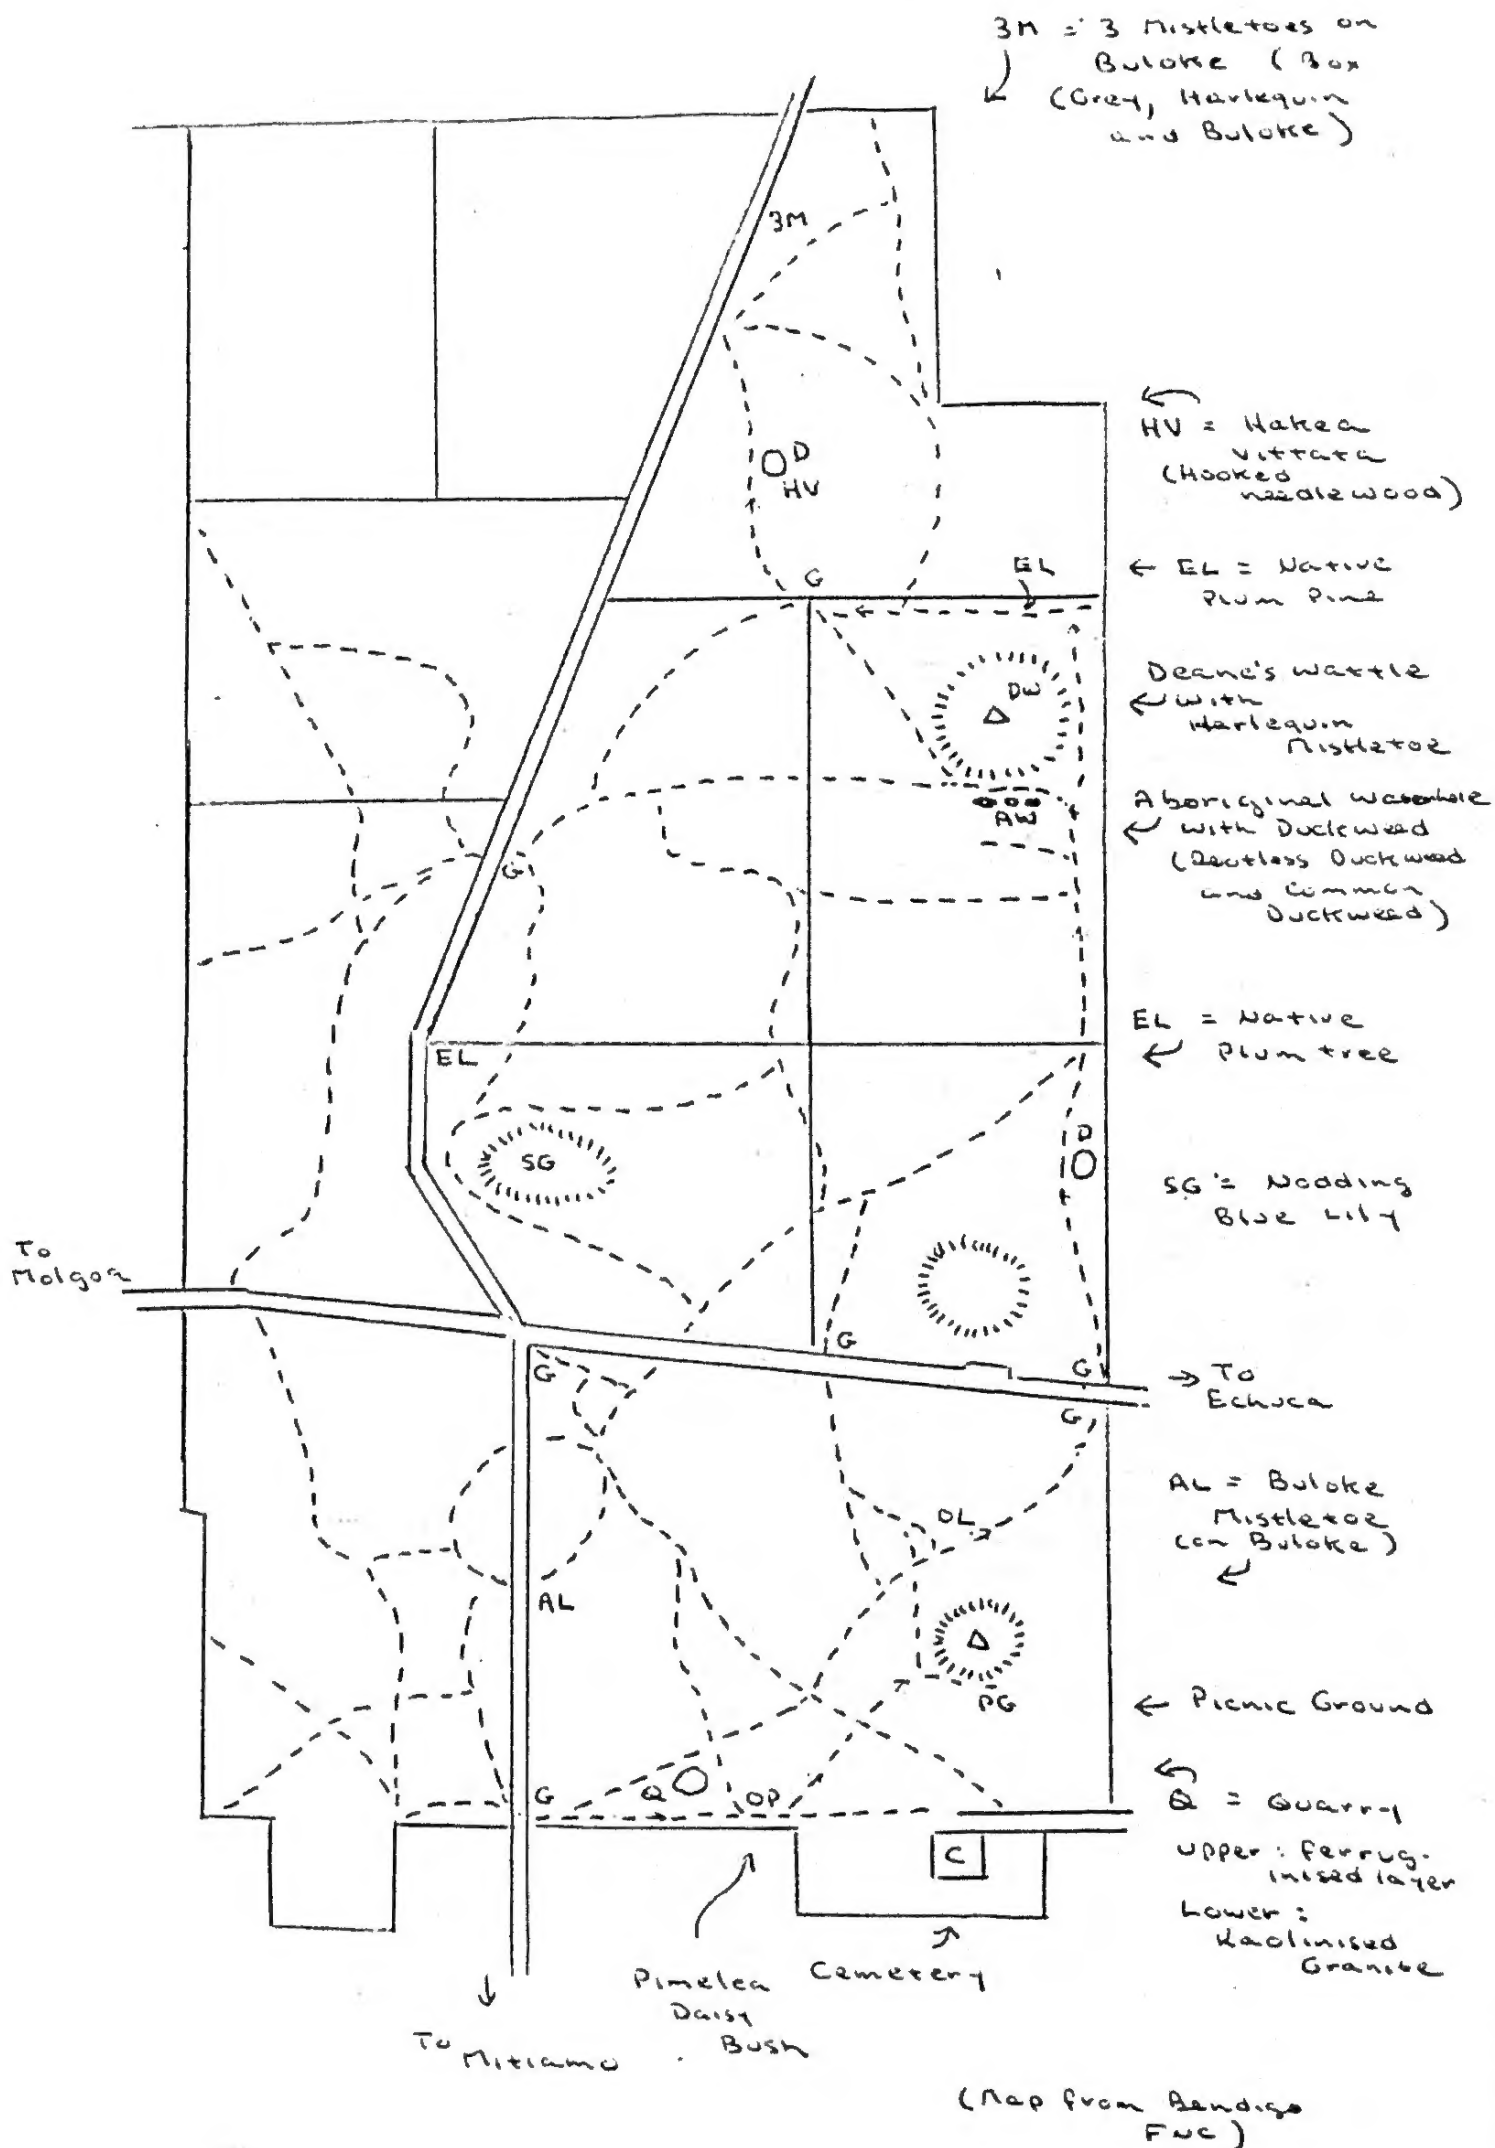 3M = 3 Mistletoes on
Buloke (Box
(Grey, Harlequin
and Buloke)
3M
D
HV
HV = Hakea
vittata
(Hooked
needlewood)
G
EL
EL = Native
Plum Pine
DW
Deane's wattle
with
Harlequin
Mistletoe
AW
Aboriginal Waterhole
with Duckweed
(Rootless Duckweed
and Common
Duckweed)
G
EL
EL = Native
Plum tree
D
SG
SG = Nodding
Blue Lily
To
Mologa
G
G
G
G
To
Echuca
OL
AL = Buloke
Mistletoe
(on Buloke)
AL
PG
Picnic Ground
G
Q
OP
Q = Quarry
Upper: Ferrug-
inised layer
Lower:
Kaolinised
Granite
C
Pimelea
Daisy
Bush
Cemetery
To Mitiamo
(Map from Bendigo
FNC)